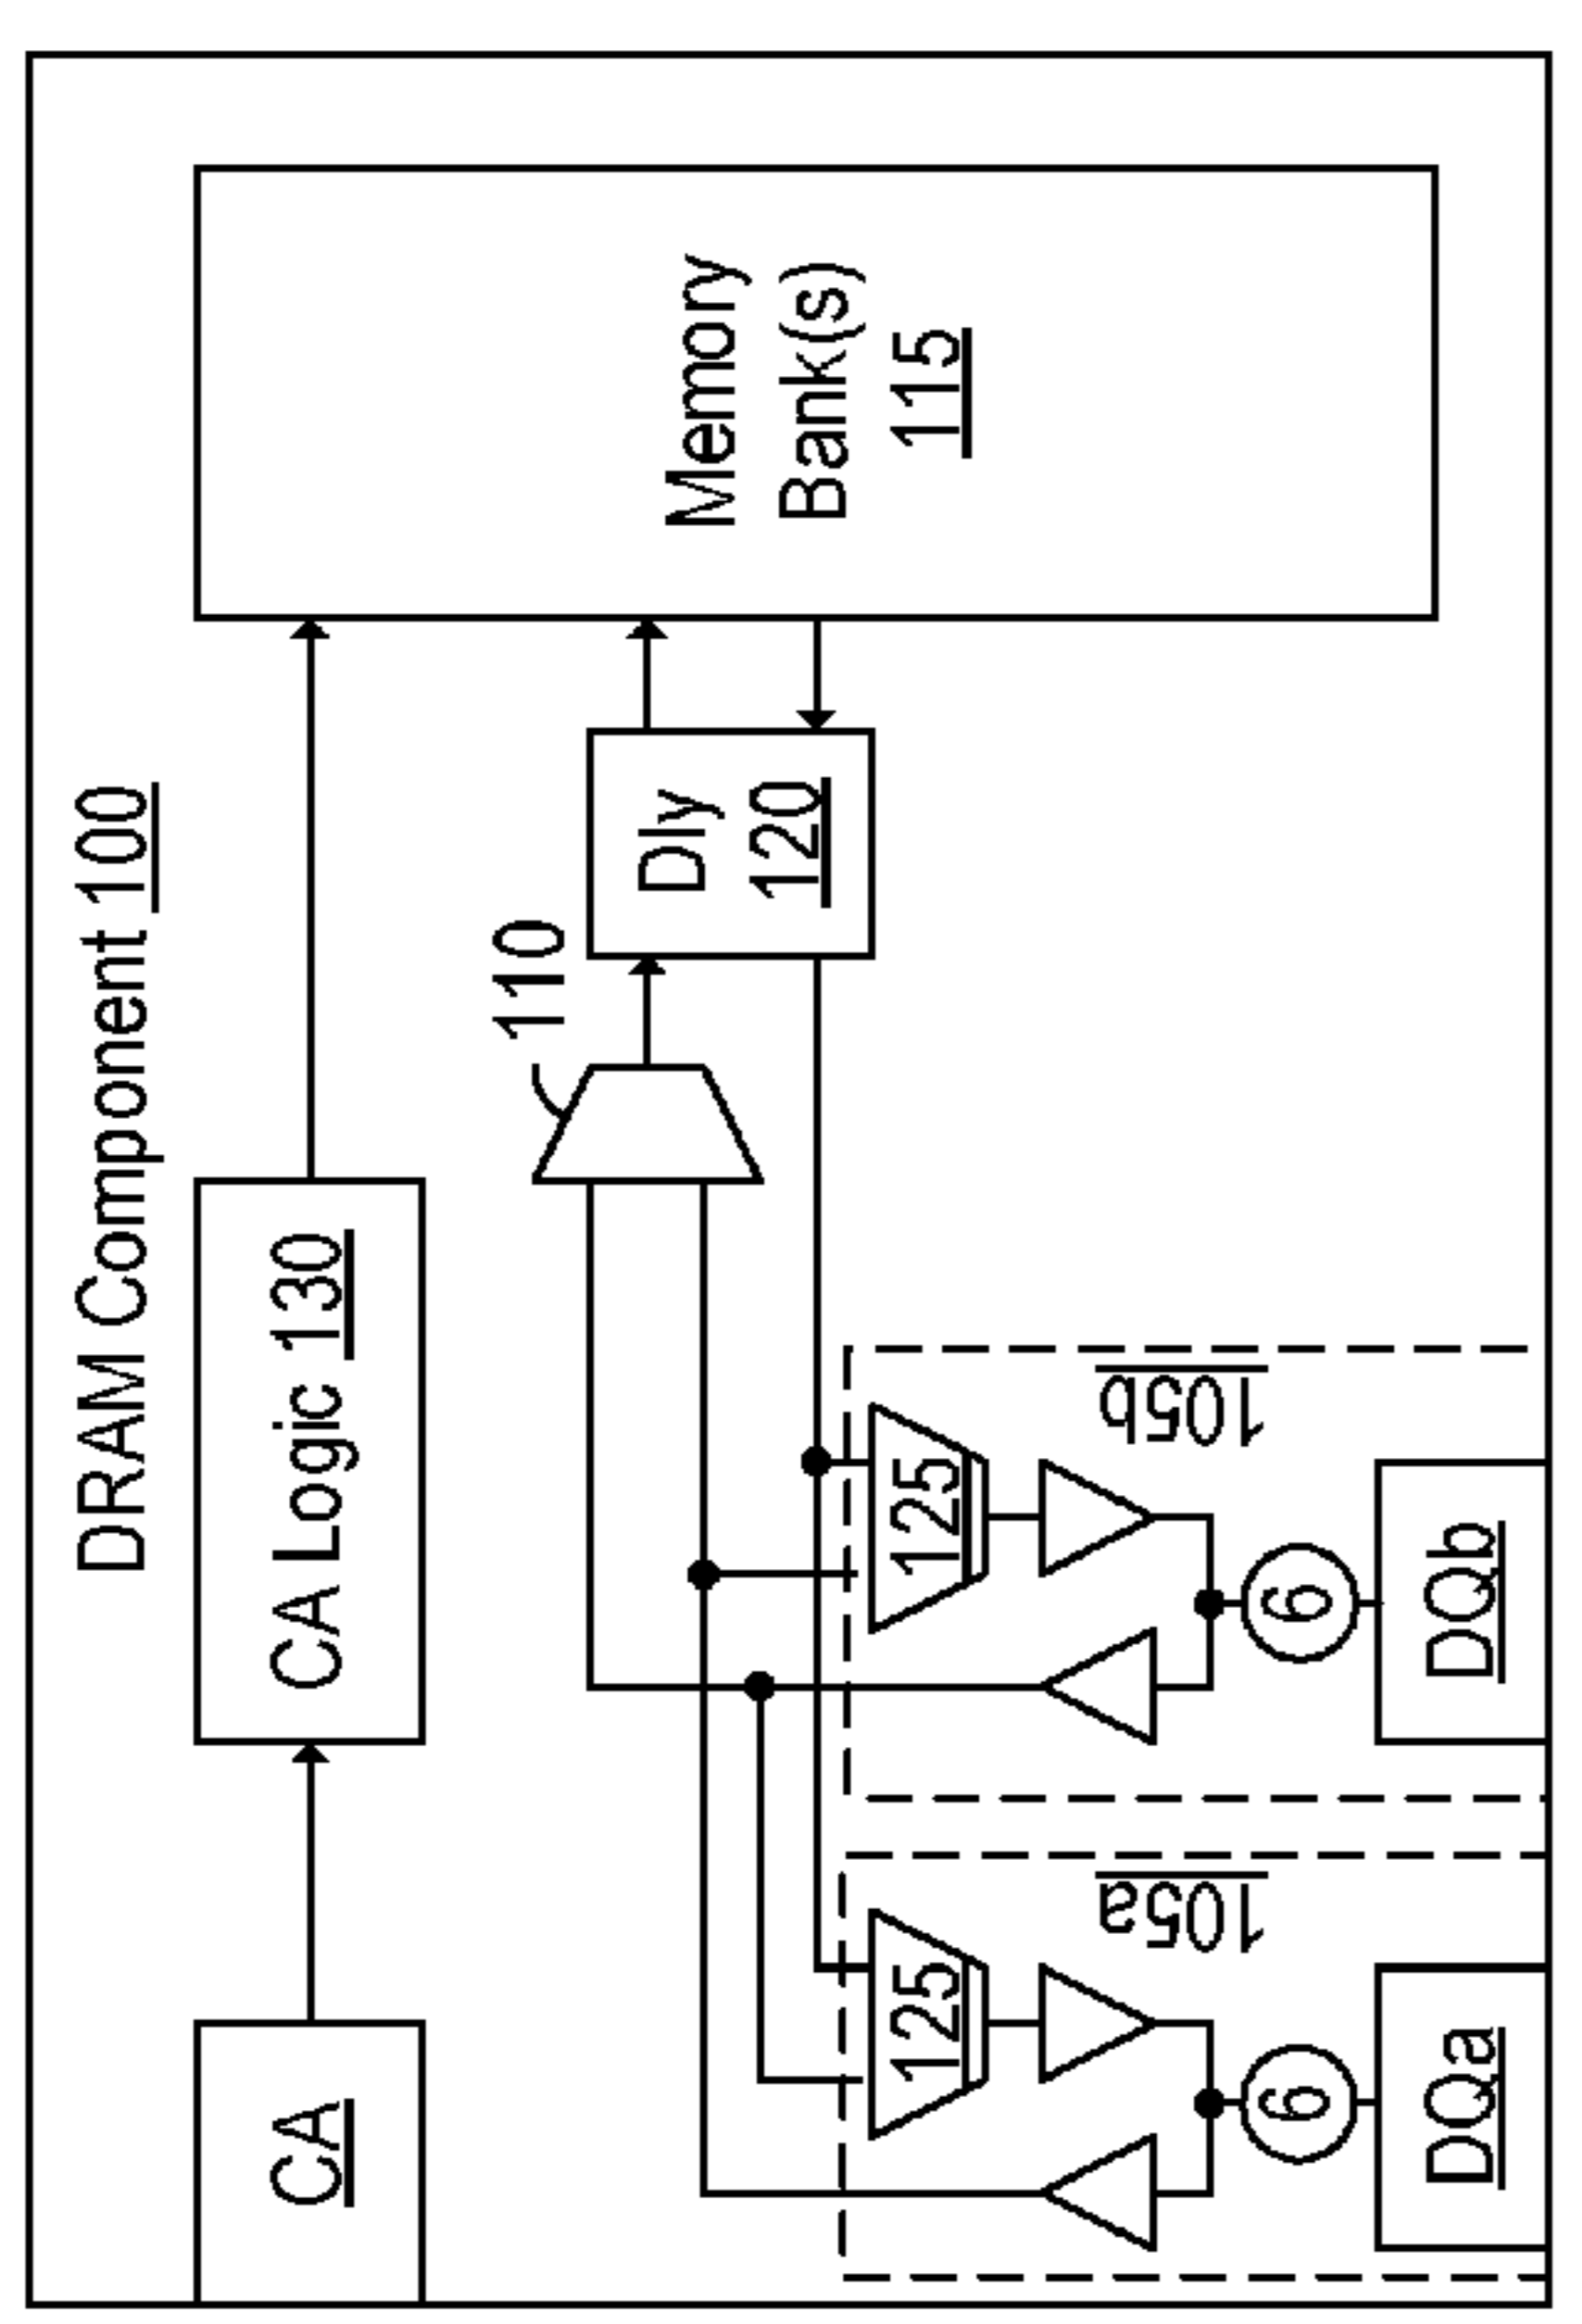 DRAM Component 100
CA
CA Logic 130
110
Dly
120
Memory
Bank(s)
115
125
105a
6
DQa
125
105b
6
DQb